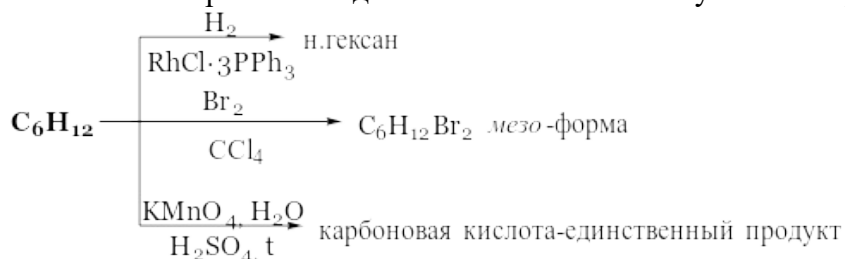 H₂
н.гексан
RhCl·3PPh₃
Br₂
C₆H₁₂
C₆H₁₂Br₂ мезо-форма
CCl₄
KMnO₄, H₂O
карбоновая кислота-единственный продукт
H₂SO₄, t